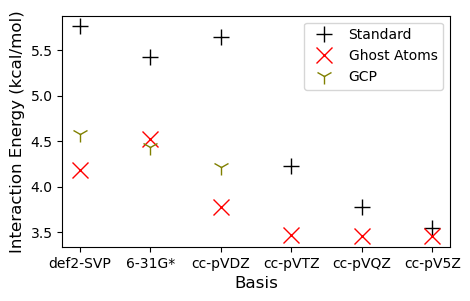 Interaction Energy (kcal/mol)
5.5
5.0
4.5
4.0
3.5
Standard
Ghost Atoms
GCP
def2-SVP 6-31G* cc-pVDZ cc-pVTZ cc-pVQZ cc-pV5Z
Basis